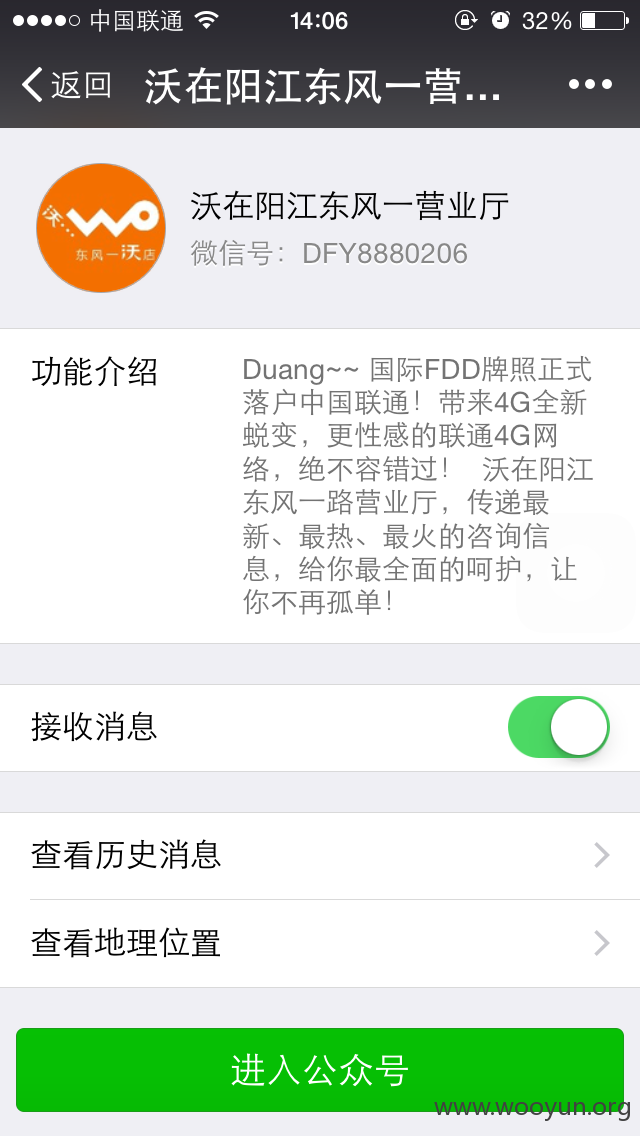 中国联通 14:06 32%
返回 沃在阳江东风一营...
沃... WO
东风一沃店
沃在阳江东风一营业厅
微信号：DFY8880206
功能介绍
Duang~~ 国际FDD牌照正式
落户中国联通！带来4G全新
蜕变，更性感的联通4G网
络，绝不容错过！ 沃在阳江
东风一路营业厅，传递最
新、最热、最火的咨询信
息，给你最全面的呵护，让
你不再孤单！
接收消息
查看历史消息
查看地理位置
进入公众号
www.wooyun.org